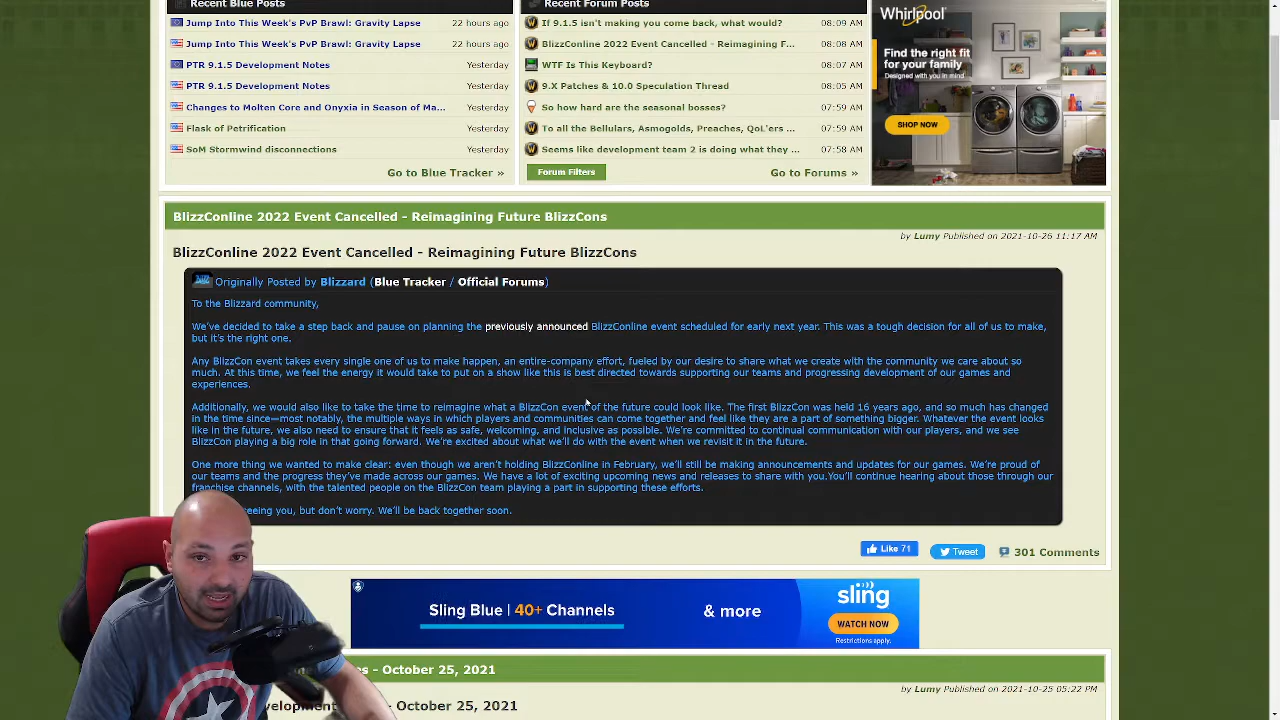 Recent Blue Posts
Jump Into This Week's PvP Brawl: Gravity Lapse 22 hours ago
Jump Into This Week's PvP Brawl: Gravity Lapse 22 hours ago
PTR 9.1.5 Development Notes Yesterday
PTR 9.1.5 Development Notes Yesterday
Changes to Molten Core and Onyxia in Season of Ma... Yesterday
Flask of Petrification Yesterday
SoM Stormwind disconnections Yesterday
Go to Blue Tracker »
Recent Forum Posts
If 9.1.5 isn't making you come back, what would? 08:09 AM
BlizzConline 2022 Event Cancelled - Reimagining F... 08:08 AM
WTF Is This Keyboard? 08:07 AM
9.X Patches & 10.0 Speculation Thread 08:05 AM
So how hard are the seasonal bosses? 07:59 AM
To all the Bellulars, Asmogolds, Preaches, QoL'ers ... 07:59 AM
Seems like development team 2 is doing what they ... 07:58 AM
Forum Filters Go to Forums »
Whirlpool
Find the right fit
for your family
Designed with you in mind
SHOP NOW
BlizzConline 2022 Event Cancelled - Reimagining Future BlizzCons
by Lumy Published on 2021-10-26 11:17 AM
BlizzConline 2022 Event Cancelled - Reimagining Future BlizzCons
Originally Posted by Blizzard (Blue Tracker / Official Forums)
To the Blizzard community,
We've decided to take a step back and pause on planning the previously announced BlizzConline event scheduled for early next year. This was a tough decision for all of us to make,
but it's the right one.
Any BlizzCon event takes every single one of us to make happen, an entire-company effort, fueled by our desire to share what we create with the community we care about so
much. At this time, we feel the energy it would take to put on a show like this is best directed towards supporting our teams and progressing development of our games and
experiences.
Additionally, we would also like to take the time to reimagine what a BlizzCon event of the future could look like. The first BlizzCon was held 16 years ago, and so much has changed
in the time since—most notably, the multiple ways in which players and communities can come together and feel like they are a part of something bigger. Whatever the event looks
like in the future, we also need to ensure that it feels as safe, welcoming, and inclusive as possible. We're committed to continual communication with our players, and we see
BlizzCon playing a big role in that going forward. We're excited about what we'll do with the event when we revisit it in the future.
One more thing we wanted to make clear: even though we aren't holding BlizzConline in February, we'll still be making announcements and updates for our games. We're proud of
our teams and the progress they've made across our games. We have a lot of exciting upcoming news and releases to share with you.You'll continue hearing about those through our
franchise channels, with the talented people on the BlizzCon team playing a part in supporting these efforts.
seeing you, but don't worry. We'll be back together soon.
Like 71 Tweet 301 Comments
Sling Blue | 40+ Channels & more
sling
WATCH NOW
Restrictions apply.
- October 25, 2021
by Lumy Published on 2021-10-25 05:22 PM
- October 25, 2021